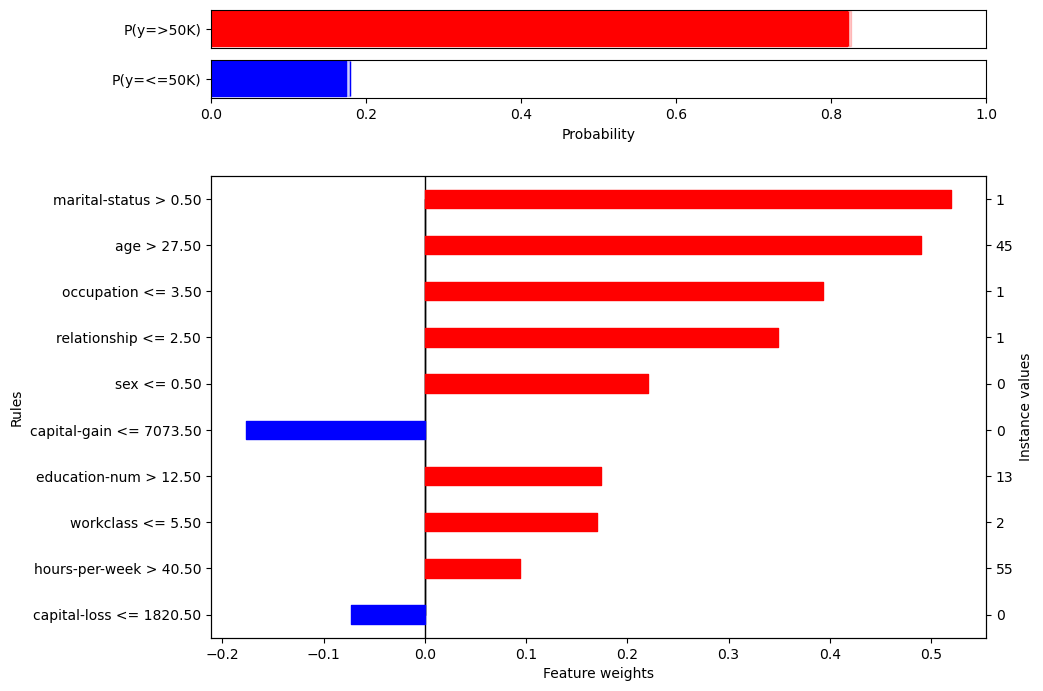 P(y=>50K)
P(y=<=50K)
0.0 0.2 0.4 0.6 0.8 1.0
Probability
marital-status > 0.50 1
age > 27.50 45
occupation <= 3.50 1
relationship <= 2.50 1
sex <= 0.50 0
Rules
capital-gain <= 7073.50 0
Instance values
education-num > 12.50 13
workclass <= 5.50 2
hours-per-week > 40.50 55
capital-loss <= 1820.50 0
−0.2 −0.1 0.0 0.1 0.2 0.3 0.4 0.5
Feature weights